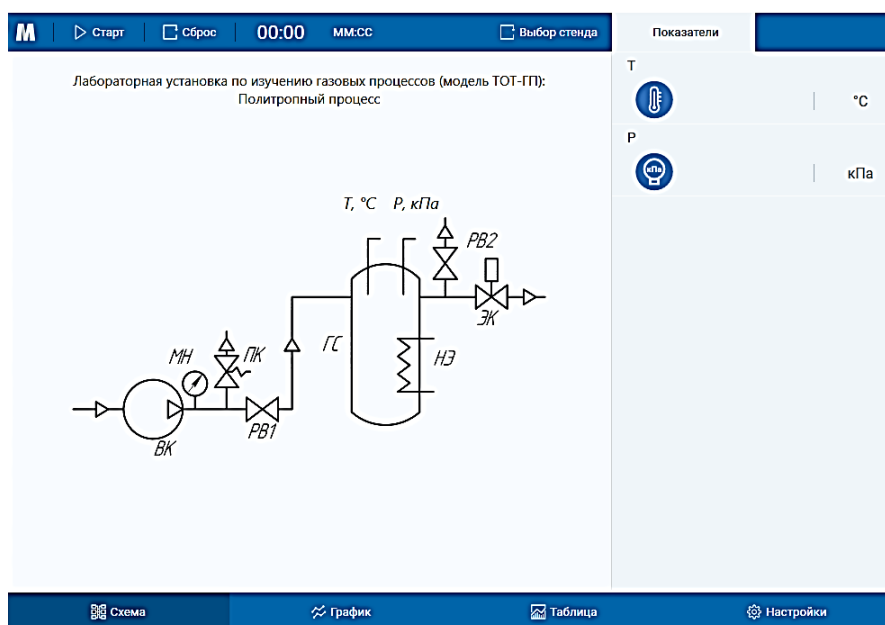 M Старт Сброс 00:00 ММ:СС Выбор стенда Показатели
Лабораторная установка по изучению газовых процессов (модель ТОТ-ГП):
Политропный процесс
T
°C
P
кПа
кПа
T, °C P, кПа
РВ2
ЭК
МН
ПК
ГС
НЭ
РВ1
ВК
Схема График Таблица Настройки